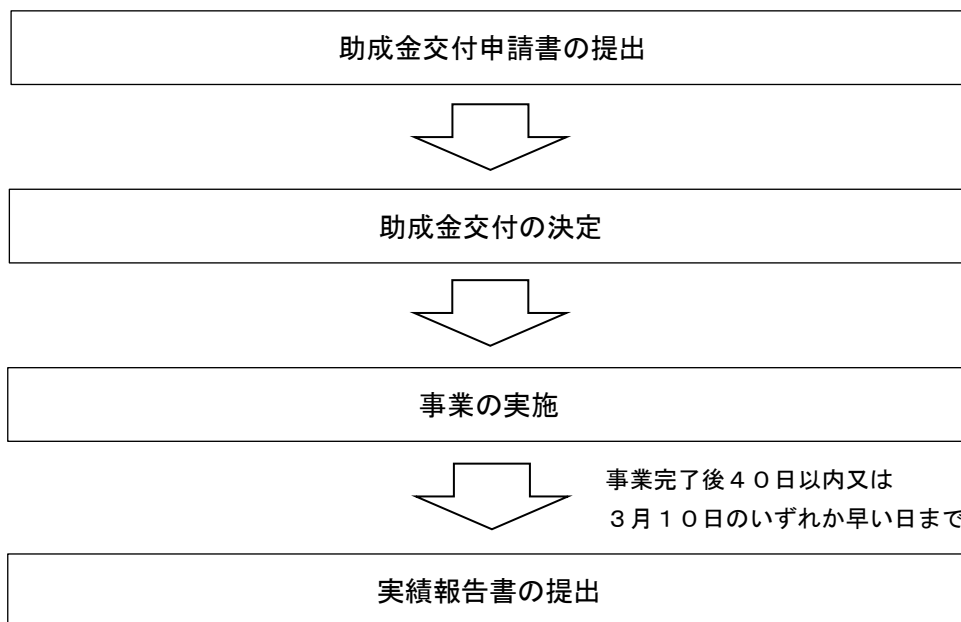 助成金交付申請書の提出
助成金交付の決定
事業の実施
事業完了後４０日以内又は
３月１０日のいずれか早い日まで
実績報告書の提出